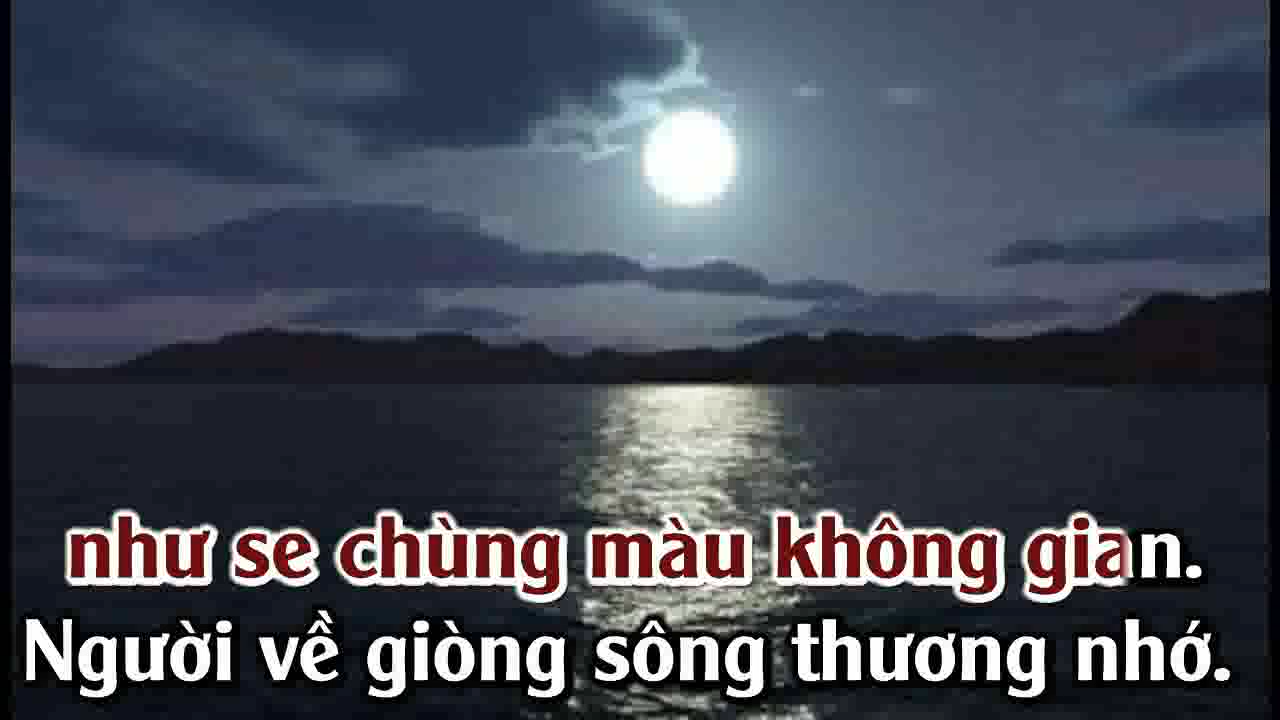 như se chùng màu không gian.
Người về giòng sông thương nhớ.